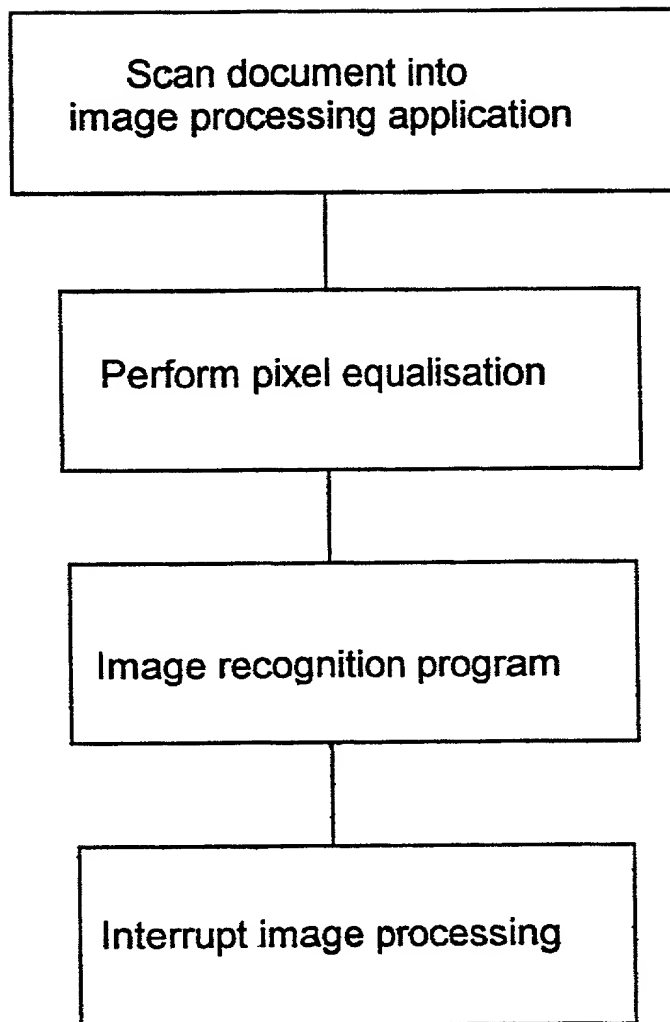 Scan document into
image processing application
Perform pixel equalisation
Image recognition program
Interrupt image processing